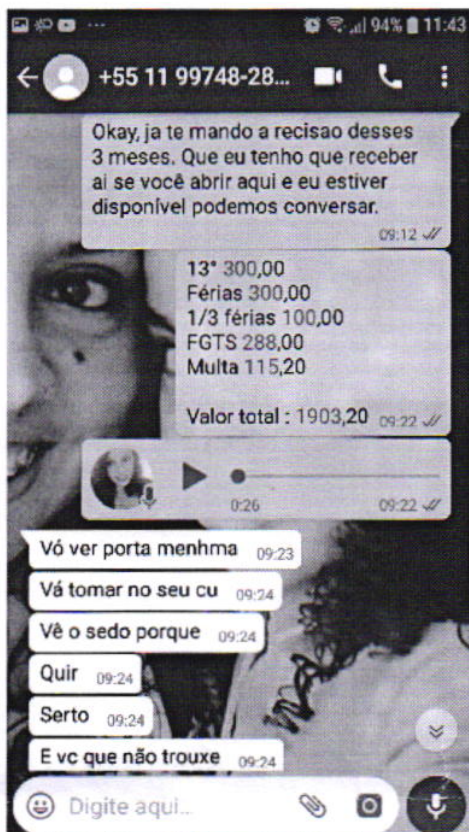 94% 11:43
+55 11 99748-28...
Okay, ja te mando a recisao desses
3 meses. Que eu tenho que receber
ai se você abrir aqui e eu estiver
disponível podemos conversar.
09:12
13° 300,00
Férias 300,00
1/3 férias 100,00
FGTS 288,00
Multa 115,20
Valor total : 1903,20 09:22
0:26 09:22
Vó ver porta menhma 09:23
Vá tomar no seu cu 09:24
Vê o sedo porque 09:24
Quir 09:24
Serto 09:24
E vc que não trouxe 09:24
Digite aqui...